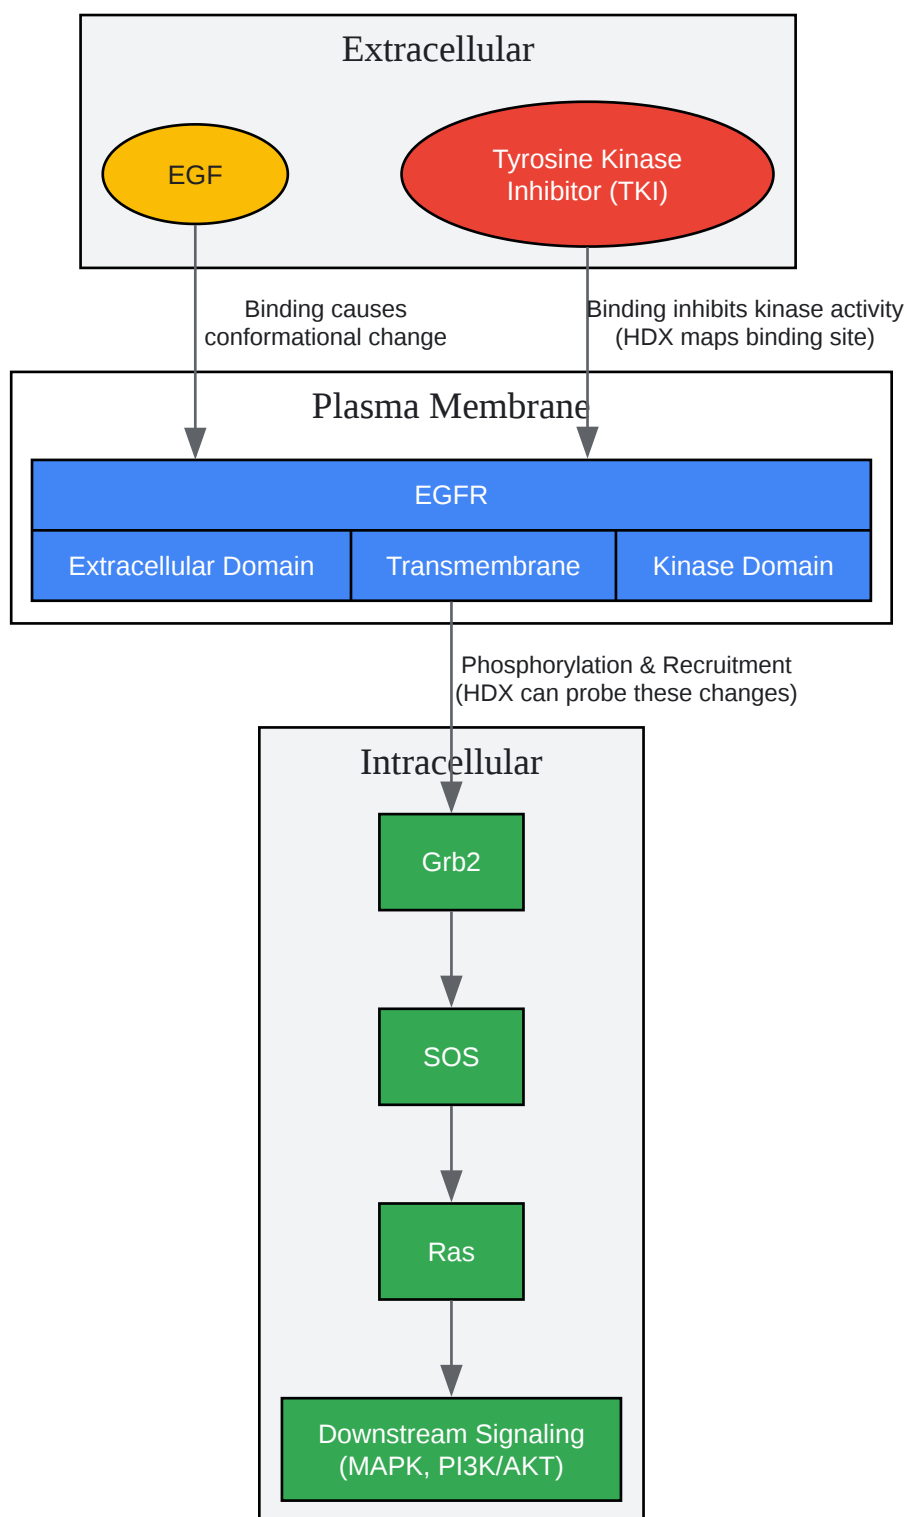 Extracellular
EGF
Tyrosine Kinase
Inhibitor (TKI)
Binding causes
conformational change
Binding inhibits kinase activity
(HDX maps binding site)
Plasma Membrane
EGFR
Extracellular Domain
Transmembrane
Kinase Domain
Phosphorylation & Recruitment
(HDX can probe these changes)
Intracellular
Grb2
SOS
Ras
Downstream Signaling
(MAPK, PI3K/AKT)